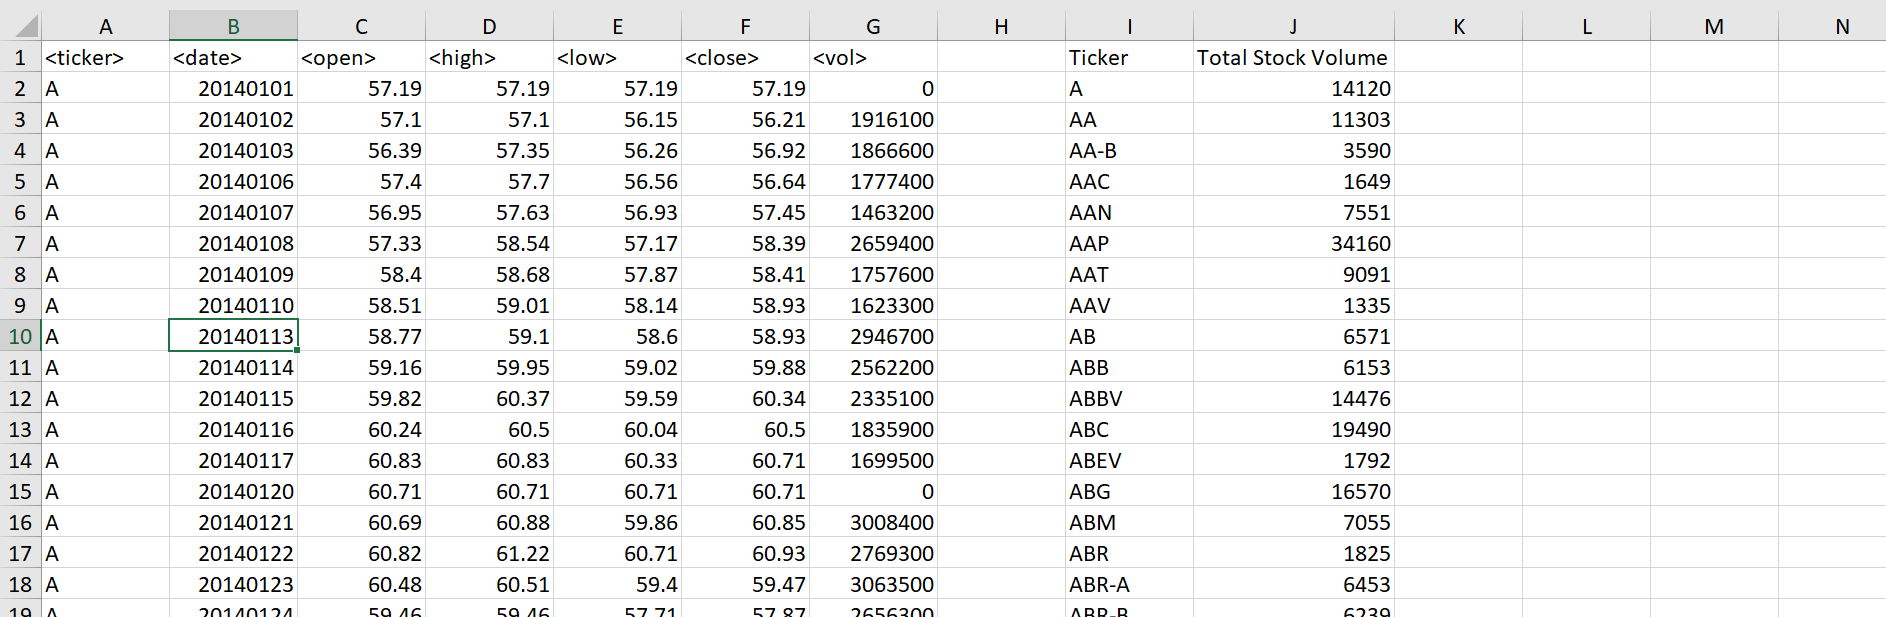 A B C D E F G H I J K L M N
1 <ticker> <date> <open> <high> <low> <close> <vol> Ticker Total Stock Volume
2 A 20140101 57.19 57.19 57.19 57.19 0 A 14120
3 A 20140102 57.1 57.1 56.15 56.21 1916100 AA 11303
4 A 20140103 56.39 57.35 56.26 56.92 1866600 AA-B 3590
5 A 20140106 57.4 57.7 56.56 56.64 1777400 AAC 1649
6 A 20140107 56.95 57.63 56.93 57.45 1463200 AAN 7551
7 A 20140108 57.33 58.54 57.17 58.39 2659400 AAP 34160
8 A 20140109 58.4 58.68 57.87 58.41 1757600 AAT 9091
9 A 20140110 58.51 59.01 58.14 58.93 1623300 AAV 1335
10 A 20140113 58.77 59.1 58.6 58.93 2946700 AB 6571
11 A 20140114 59.16 59.95 59.02 59.88 2562200 ABB 6153
12 A 20140115 59.82 60.37 59.59 60.34 2335100 ABBV 14476
13 A 20140116 60.24 60.5 60.04 60.5 1835900 ABC 19490
14 A 20140117 60.83 60.83 60.33 60.71 1699500 ABEV 1792
15 A 20140120 60.71 60.71 60.71 60.71 0 ABG 16570
16 A 20140121 60.69 60.88 59.86 60.85 3008400 ABM 7055
17 A 20140122 60.82 61.22 60.71 60.93 2769300 ABR 1825
18 A 20140123 60.48 60.51 59.4 59.47 3063500 ABR-A 6453
19 A 20140124 59.46 59.46 57.71 57.87 2656300 ABR-B 6239